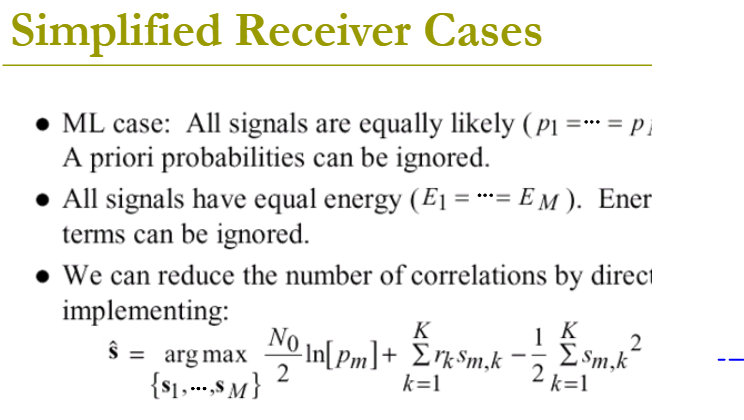 Simplified Receiver Cases
• ML case: All signals are equally likely (p1 =···= p
A priori probabilities can be ignored.
• All signals have equal energy (E1 =···= EM). Ener
terms can be ignored.
• We can reduce the number of correlations by direct
implementing:
ŝ = arg max {s1,···,sM} N0/2 ln[pm] + Σ_{k=1}^{K} rk sm,k − 1/2 Σ_{k=1}^{K} sm,k²